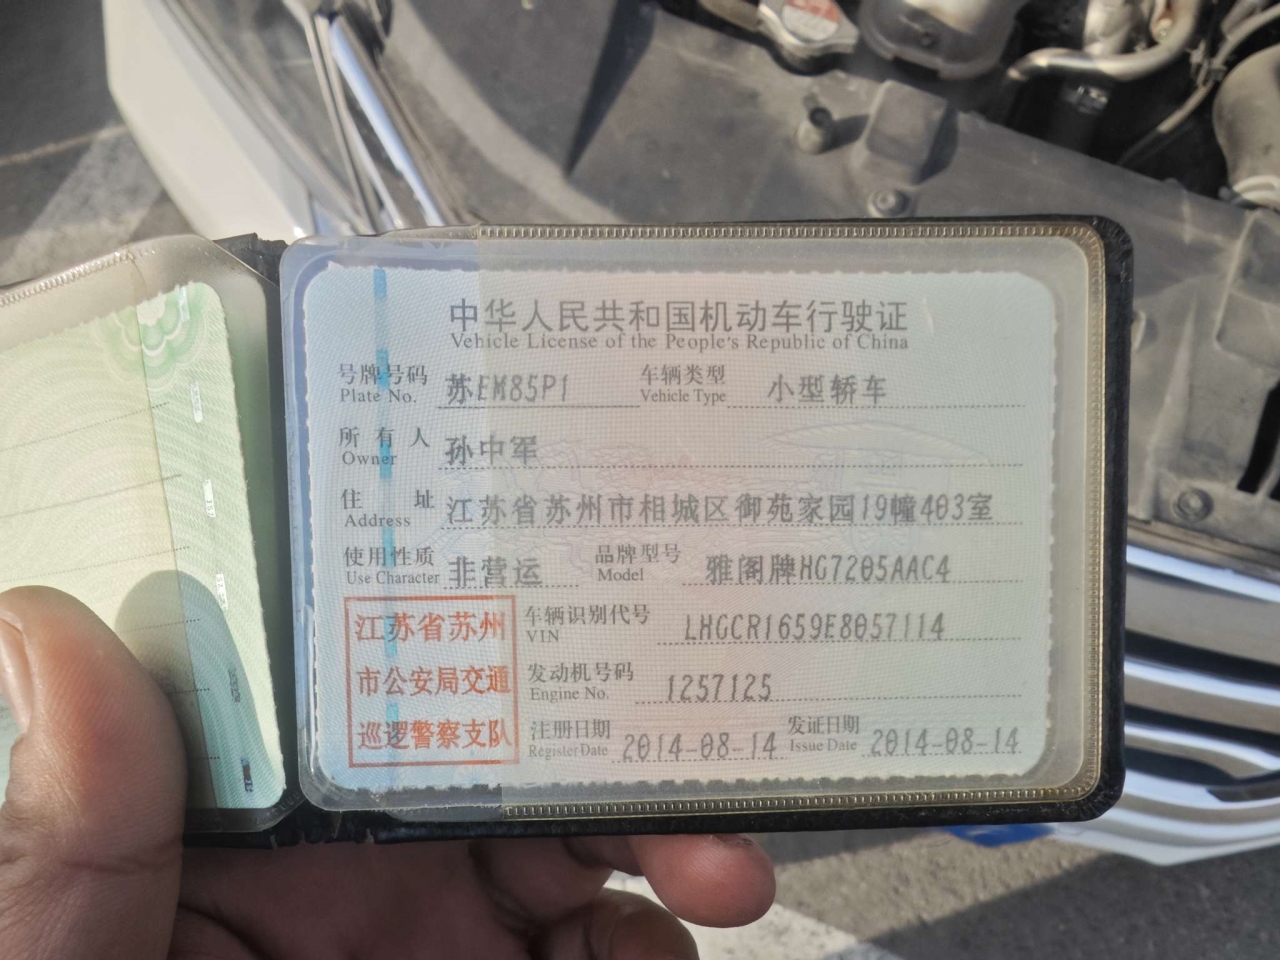 中华人民共和国机动车行驶证
Vehicle License of the People's Republic of China
号牌号码 苏EM85P1 车辆类型 小型轿车
Plate No. Vehicle Type
所有人 孙中军
Owner
住址 江苏省苏州市相城区御苑家园19幢403室
Address
使用性质 非营运 品牌型号 雅阁牌HG7205AAC4
Use Character Model
江苏省苏州
市公安局交通
巡逻警察支队
车辆识别代号 LHGCR1659E8057114
VIN
发动机号码 1257125
Engine No.
注册日期 2014-08-14 发证日期 2014-08-14
Register Date Issue Date